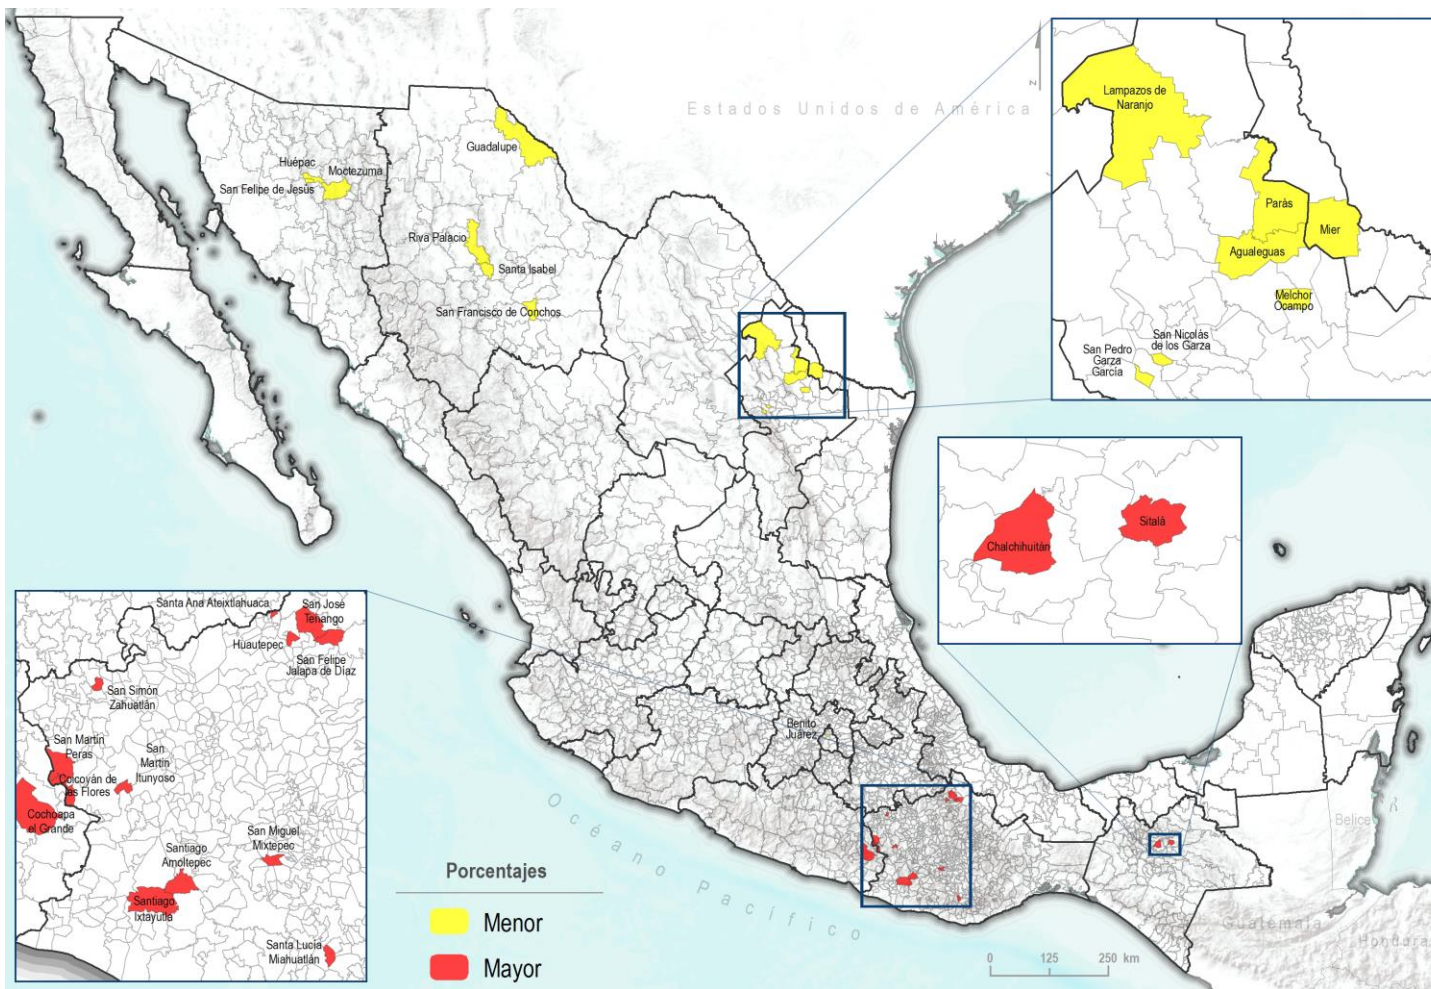 Estados Unidos de América
z
Guadalupe
Huépac
Moctezuma
San Felipe de Jesús
Riva Palacio
Santa Isabel
San Francisco de Conchos
Lampazos de
Naranjo
Parás
Mier
Agualeguas
Melchor
Ocampo
San Nicolás
de los Garza
San Pedro
Garza
García
Chalchihuitán
Sitalá
Santa Ana Ateixtlahuaca
San José
Tenango
Huautepec
San Felipe
Jalapa de Díaz
San Simón
Zahuatlán
San Martín
Peras
San
Martín
Itunyoso
Coicoyán de
las Flores
Cochoapa
el Grande
San Miguel
Mixtepec
Santiago
Amoltepec
Santiago
Ixtayutla
Santa Lucía
Miahuatlán
Benito
Juárez
Océano Pacífico
Belice
Guatemala
Hondura
Porcentajes
Menor
Mayor
0 125 250 km